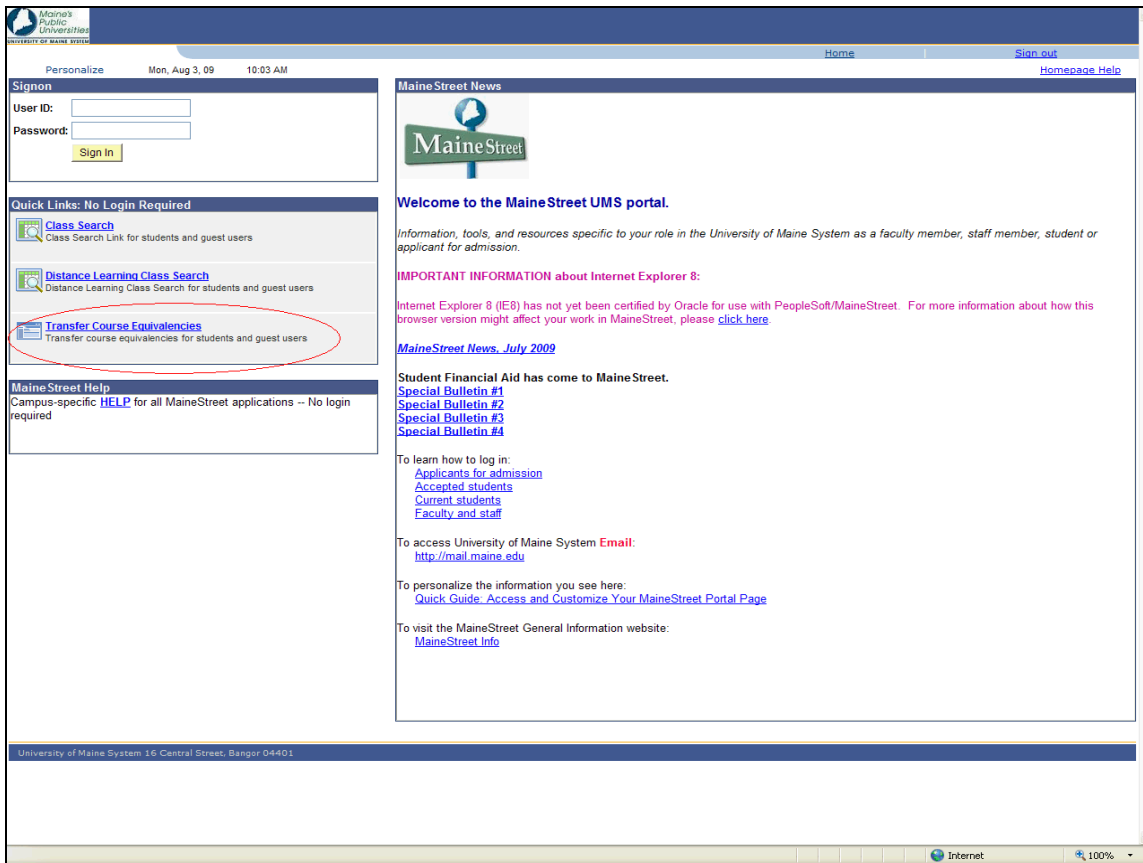 Maine's
Public
Universities
UNIVERSITY OF MAINE SYSTEM
Home
Sign out
Personalize
Mon, Aug 3, 09
10:03 AM
Homepage Help
Signon
User ID:
Password:
Sign In
Quick Links: No Login Required
Class Search
Class Search Link for students and guest users
Distance Learning Class Search
Distance Learning Class Search for students and guest users
Transfer Course Equivalencies
Transfer course equivalencies for students and guest users
MaineStreet Help
Campus-specific HELP for all MaineStreet applications -- No login
required
MaineStreet News
Maine Street
Welcome to the MaineStreet UMS portal.
Information, tools, and resources specific to your role in the University of Maine System as a faculty member, staff member, student or
applicant for admission.
IMPORTANT INFORMATION about Internet Explorer 8:
Internet Explorer 8 (IE8) has not yet been certified by Oracle for use with PeopleSoft/MaineStreet.  For more information about how this
browser version might affect your work in MaineStreet, please click here.
MaineStreet News, July 2009
Student Financial Aid has come to MaineStreet.
Special Bulletin #1
Special Bulletin #2
Special Bulletin #3
Special Bulletin #4
To learn how to log in:
Applicants for admission
Accepted students
Current students
Faculty and staff
To access University of Maine System Email:
http://mail.maine.edu
To personalize the information you see here:
Quick Guide: Access and Customize Your MaineStreet Portal Page
To visit the MaineStreet General Information website:
MaineStreet Info
University of Maine System 16 Central Street, Bangor 04401
Internet
100%